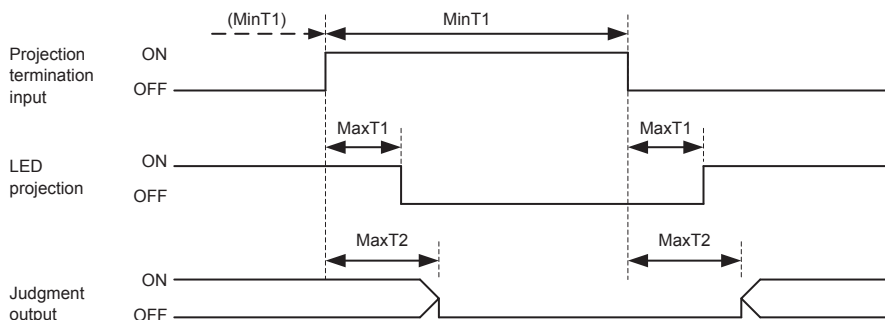 (MinT1) MinT1
Projection
termination
input
ON
OFF
MaxT1 MaxT1
LED
projection
ON
OFF
MaxT2 MaxT2
Judgment
output
ON
OFF